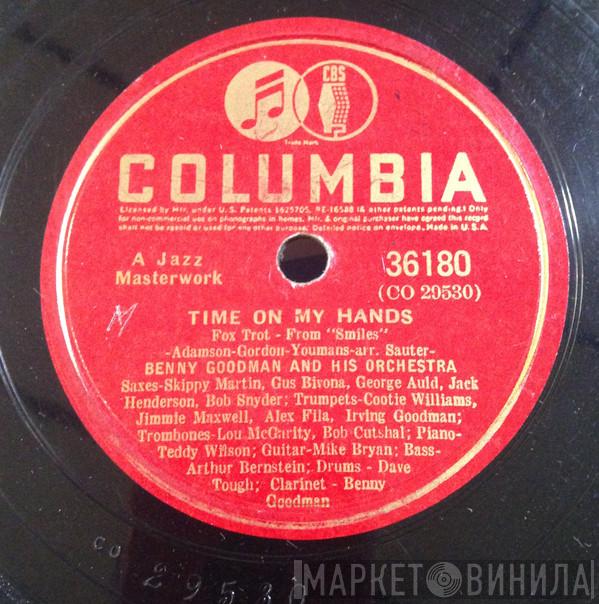 CBS
Trade Mark
COLUMBIA
Licensed by Mfr. under U. S. Patents 1625705, RE-16588 (& other patents pending.) Only
for non-commercial use on phonographs in homes. Mfr. & original purchaser have agreed this record
shall not be resold or used for any other purpose. Detailed notice on envelope. Made in U. S. A.
A Jazz
Masterwork
36180
(CO 29530)
TIME ON MY HANDS
Fox Trot - From "Smiles"
-Adamson-Gordon-Youmans-arr. Sauter-
BENNY GOODMAN AND HIS ORCHESTRA
Saxes-Skippy Martin, Gus Bivona, George Auld, Jack
Henderson, Bob Snyder; Trumpets-Cootie Williams,
Jimmie Maxwell, Alex Fila, Irving Goodman;
Trombones-Lou McGarity, Bob Cutshal; Piano-
Teddy Wilson; Guitar-Mike Bryan; Bass-
Arthur Bernstein; Drums - Dave
Tough; Clarinet - Benny
Goodman
CO 29530
МАРКЕТ ВИНИЛА